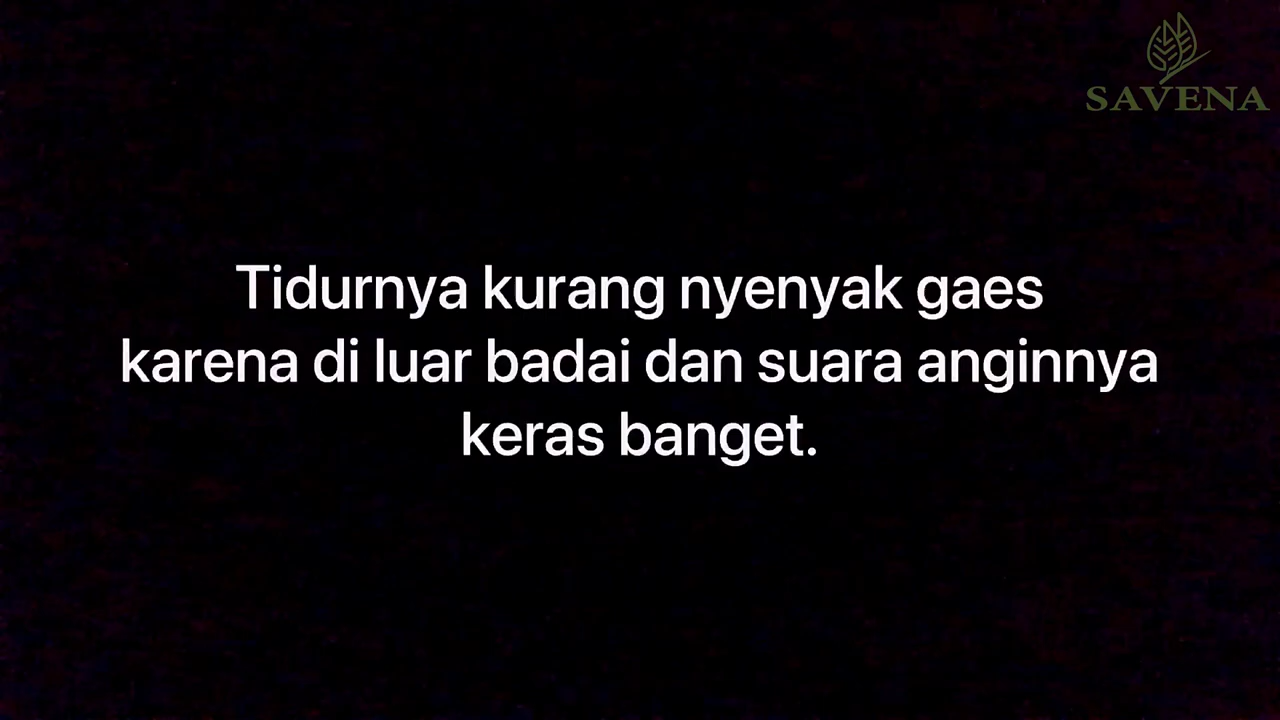 SAVENA
Tidurnya kurang nyenyak gaes
karena di luar badai dan suara anginnya
keras banget.